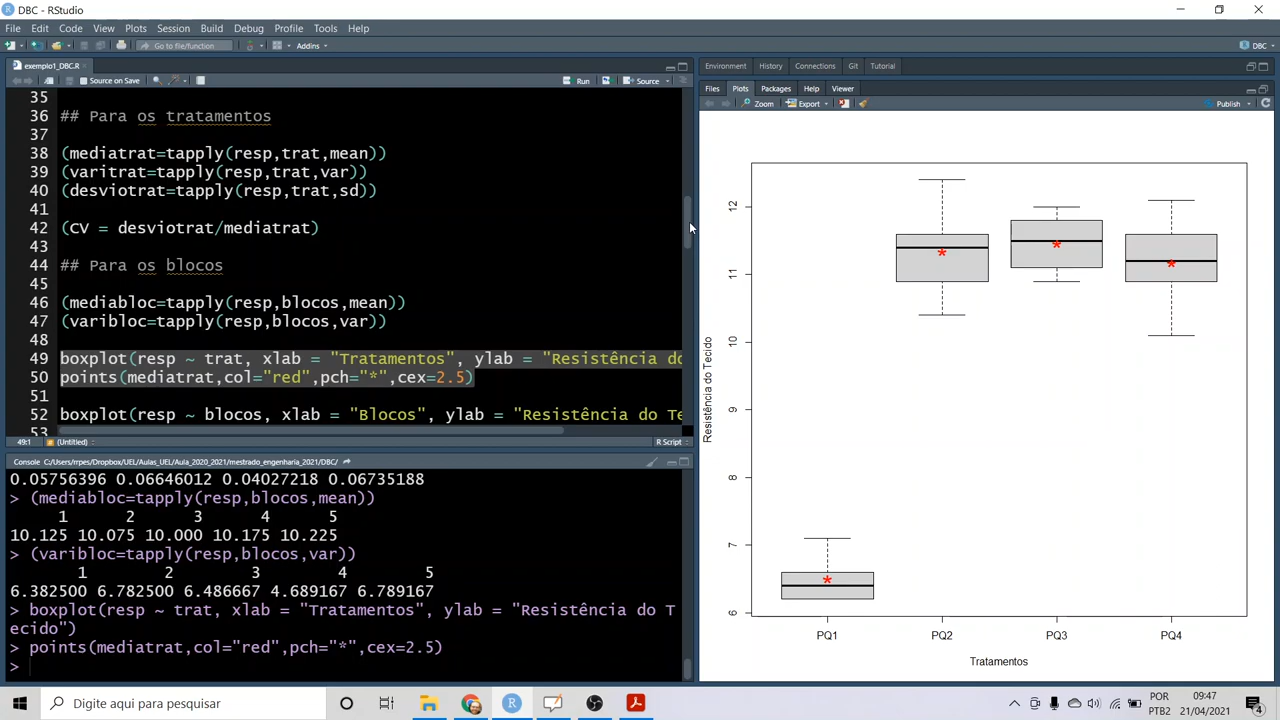 DBC - RStudio
File Edit Code View Plots Session Build Debug Profile Tools Help
Go to file/function Addins DBC
exemplo1_DBC.R
Source on Save Run Source
35
36 ## Para os tratamentos
37
38 (mediatrat=tapply(resp,trat,mean))
39 (varitrat=tapply(resp,trat,var))
40 (desviotrat=tapply(resp,trat,sd))
41
42 (CV = desviotrat/mediatrat)
43
44 ## Para os blocos
45
46 (mediabloc=tapply(resp,blocos,mean))
47 (varibloc=tapply(resp,blocos,var))
48
49 boxplot(resp ~ trat, xlab = "Tratamentos", ylab = "Resistência do
50 points(mediatrat,col="red",pch="*",cex=2.5)
51
52 boxplot(resp ~ blocos, xlab = "Blocos", ylab = "Resistência do Te
53
49:1 (Untitled) R Script
Console C:/Users/rrpes/Dropbox/UEL/Aulas_UEL/Aula_2020_2021/mestrado_engenharia_2021/DBC/
0.05756396 0.06646012 0.04027218 0.06735188
> (mediabloc=tapply(resp,blocos,mean))
1 2 3 4 5
10.125 10.075 10.000 10.175 10.225
> (varibloc=tapply(resp,blocos,var))
1 2 3 4 5
6.382500 6.782500 6.486667 4.689167 6.789167
> boxplot(resp ~ trat, xlab = "Tratamentos", ylab = "Resistência do T
ecido")
> points(mediatrat,col="red",pch="*",cex=2.5)
>
Environment History Connections Git Tutorial
Files Plots Packages Help Viewer
Zoom Export Publish
12
11
10
9
8
7
6
Resistência do Tecido
PQ1 PQ2 PQ3 PQ4
Tratamentos
Digite aqui para pesquisar
POR
PTB2
09:47
21/04/2021
4